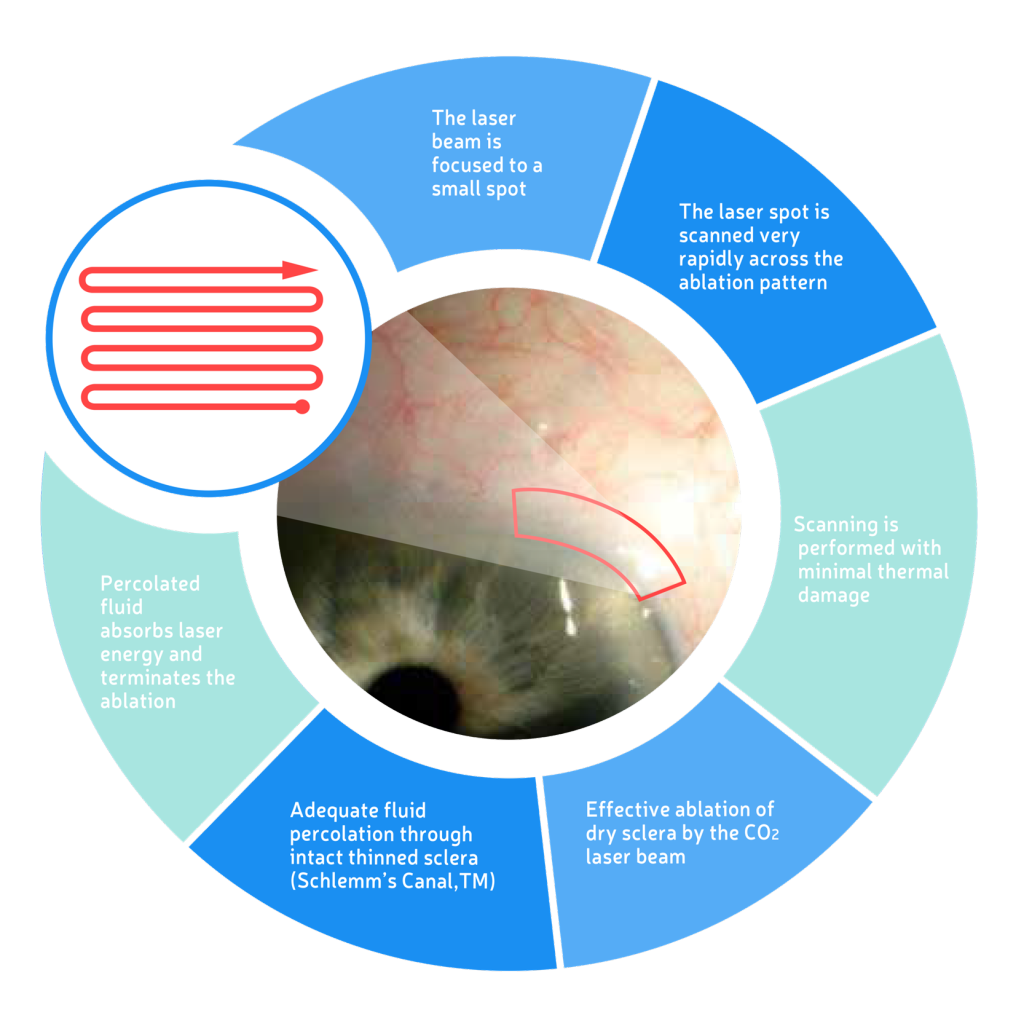 The laser
beam is
focused to a
small spot
The laser spot is
scanned very
rapidly across the
ablation pattern
Scanning is
performed with
minimal thermal
damage
Effective ablation of
dry sclera by the CO₂
laser beam
Adequate fluid
percolation through
intact thinned sclera
(Schlemm's Canal,TM)
Percolated
fluid
absorbs laser
energy and
terminates the
ablation